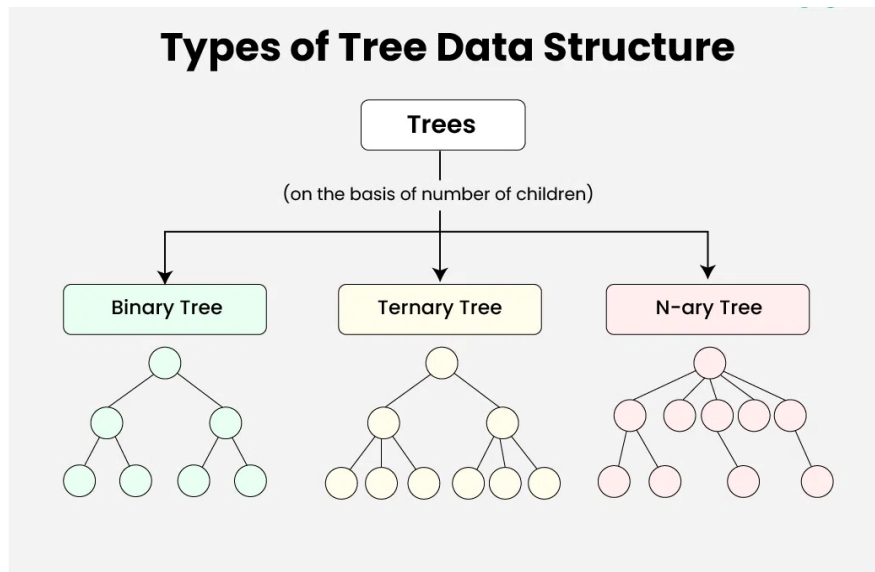 Types of Tree Data Structure
Trees
(on the basis of number of children)
Binary Tree
Ternary Tree
N-ary Tree